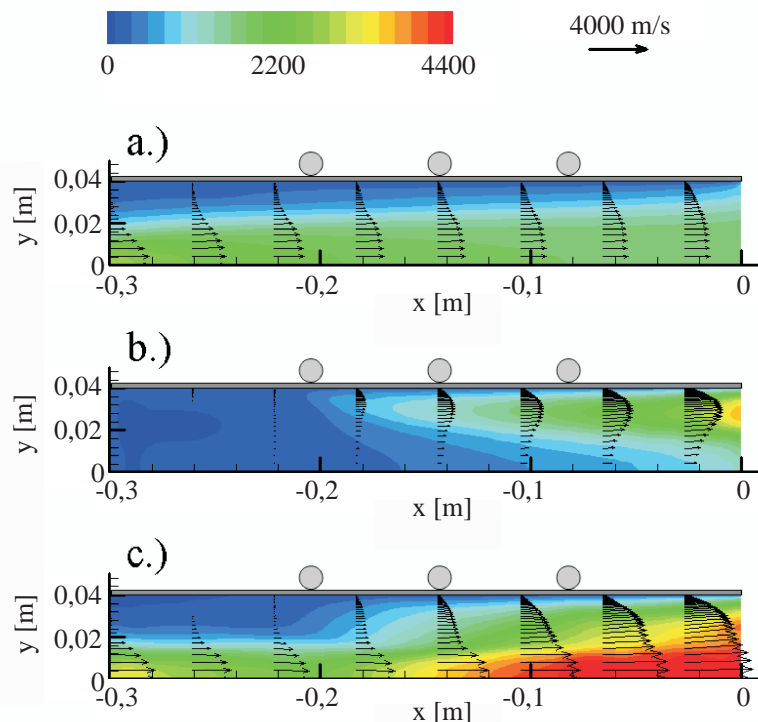 0 2200 4400
4000 m/s
a.)
0,04
0,02
0
y [m]
-0,3 -0,2 -0,1 0
x [m]
b.)
0,04
0,02
0
y [m]
-0,3 -0,2 -0,1 0
x [m]
c.)
0,04
0,02
0
y [m]
-0,3 -0,2 -0,1 0
x [m]